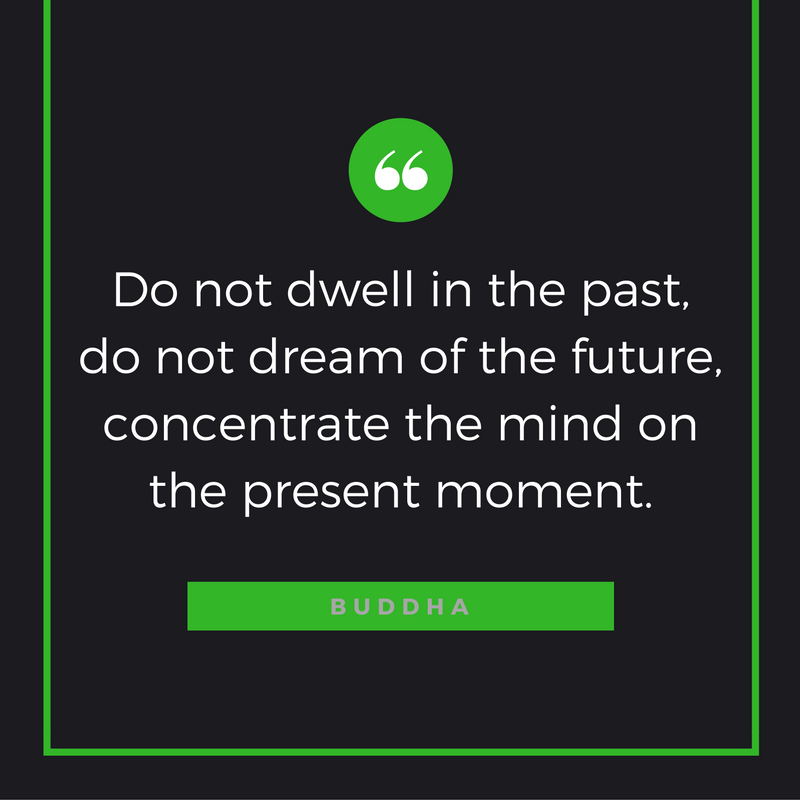 “
Do not dwell in the past,
do not dream of the future,
concentrate the mind on
the present moment.
BUDDHA